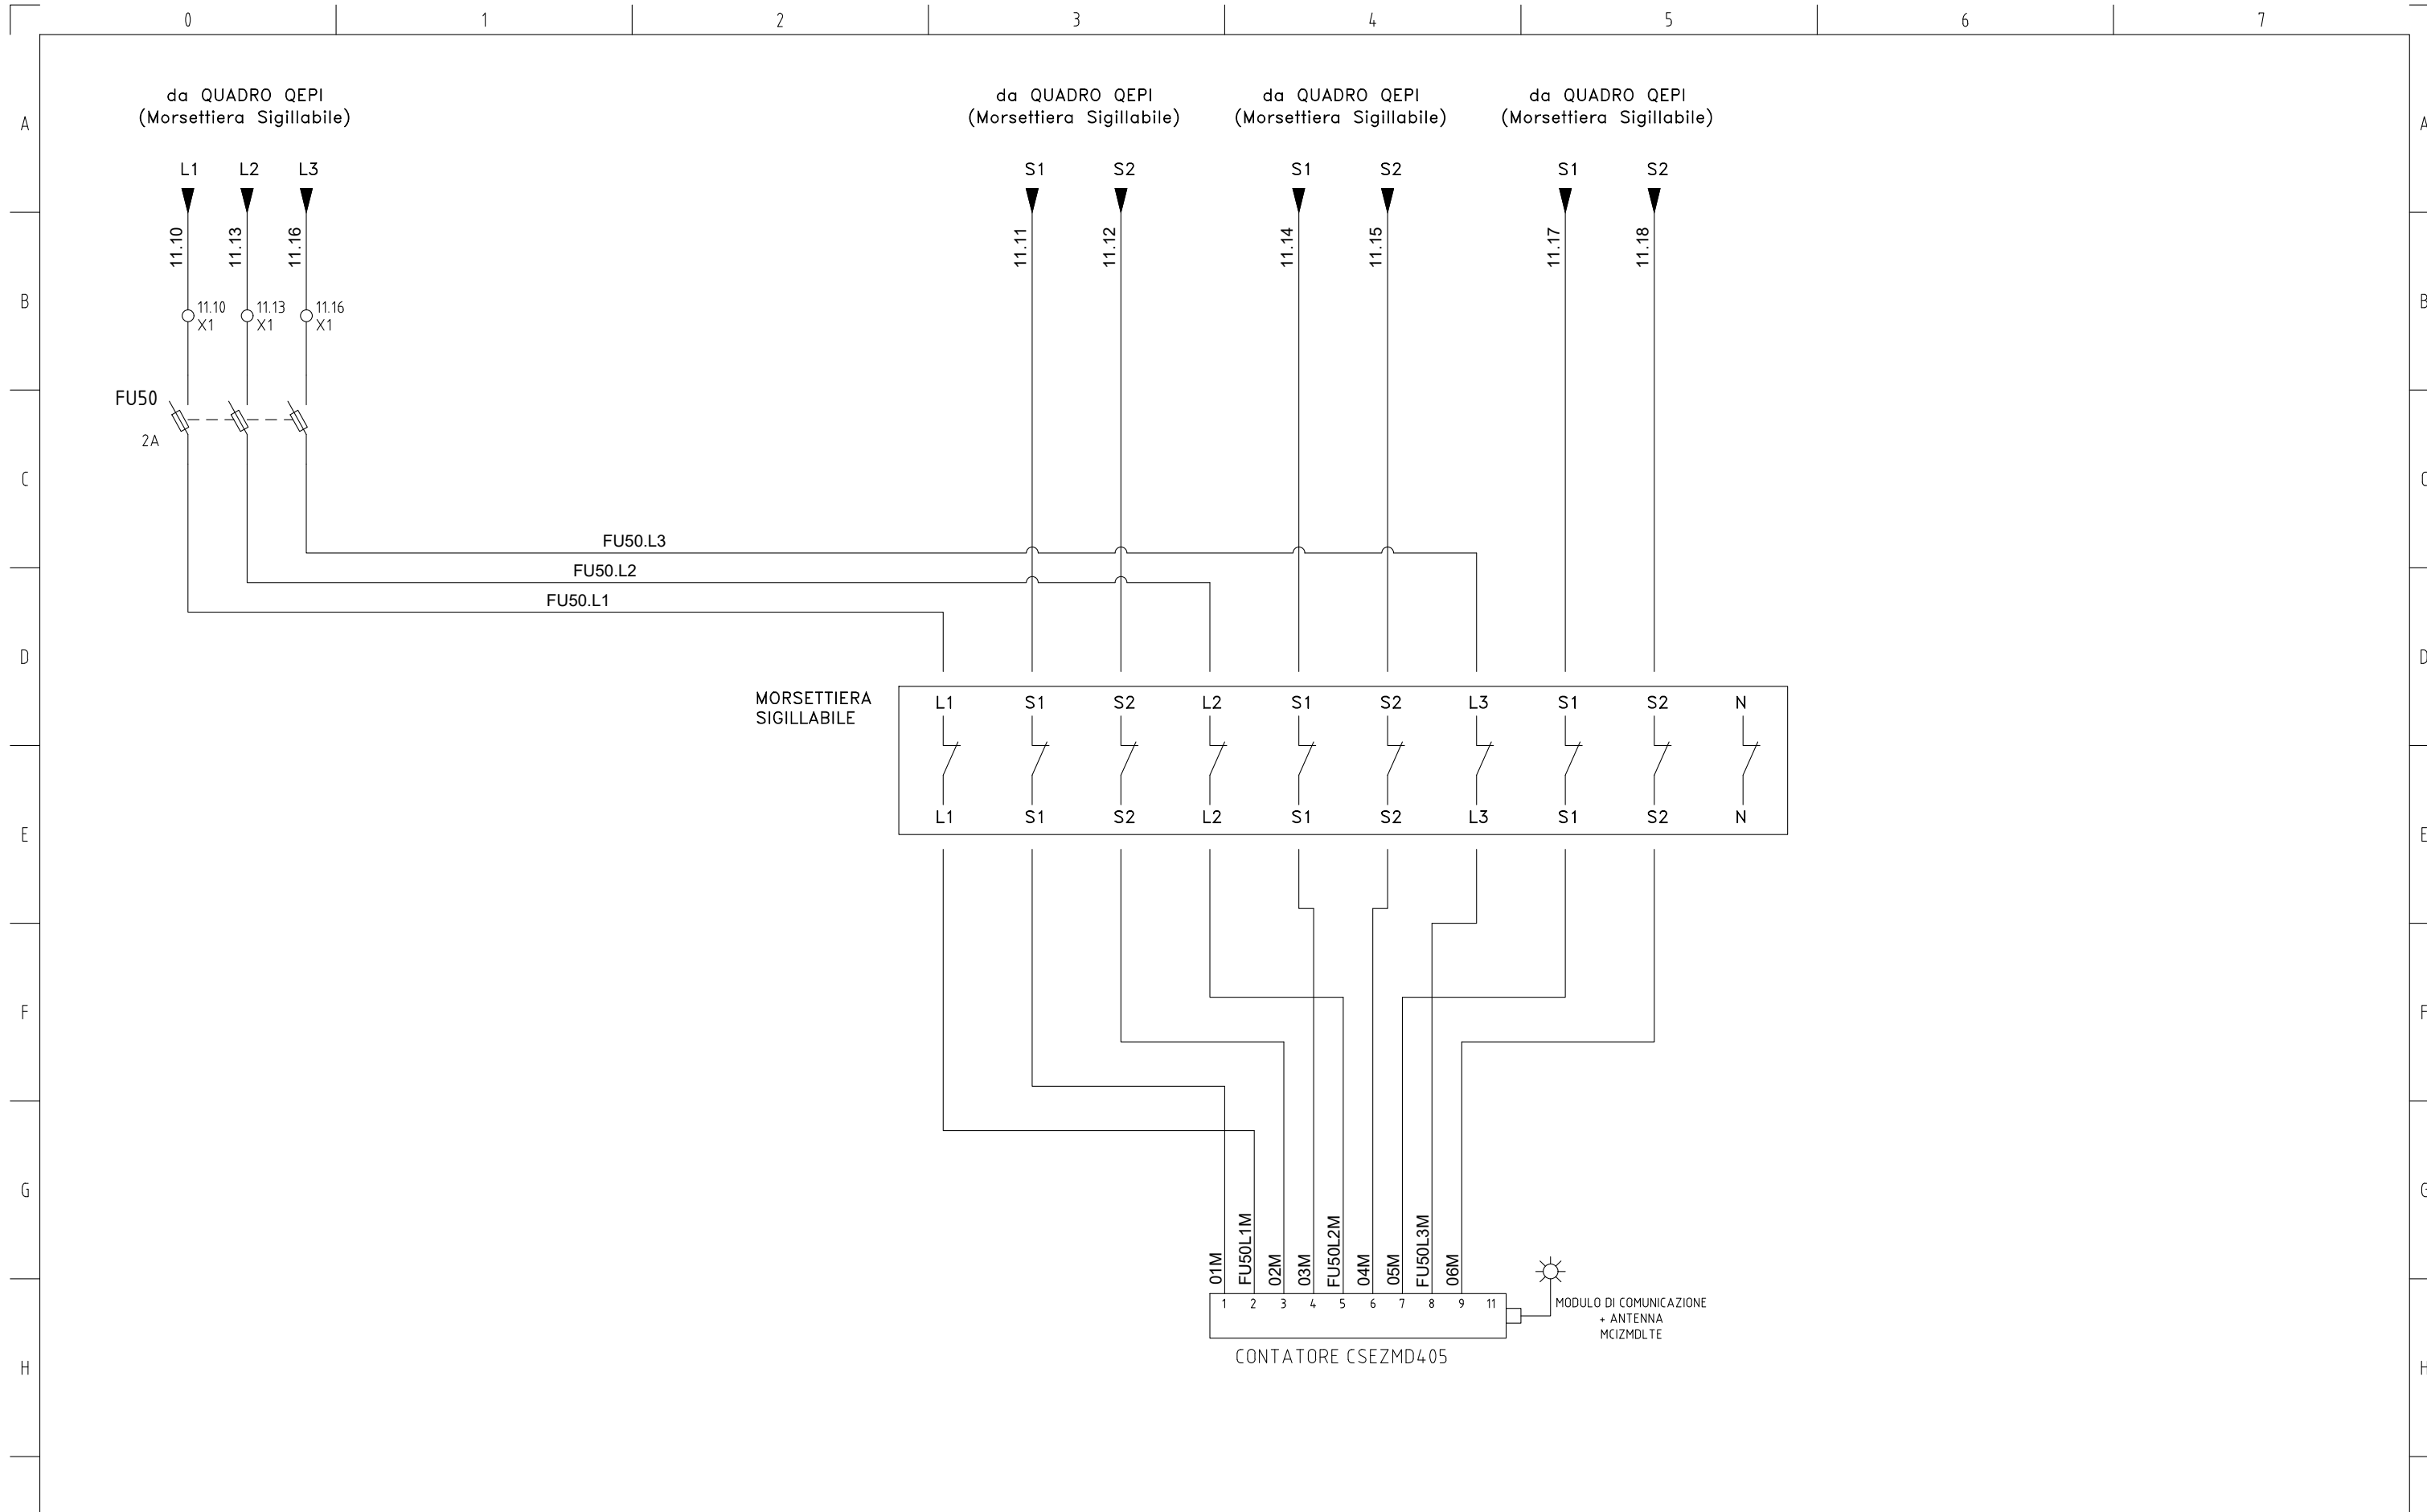 0 1 2 3 4 5 6 7
da QUADRO QEPI
(Morsettiera Sigillabile)
da QUADRO QEPI
(Morsettiera Sigillabile)
da QUADRO QEPI
(Morsettiera Sigillabile)
da QUADRO QEPI
(Morsettiera Sigillabile)
A A
L1 L2 L3 S1 S2 S1 S2 S1 S2
11.10 11.13 11.16 11.11 11.12 11.14 11.15 11.17 11.18
B B
11.10 11.13 11.16
X1 X1 X1
FU50
2A
C C
FU50.L3
FU50.L2
FU50.L1
D D
MORSETTIERA
SIGILLABILE
L1 S1 S2 L2 S1 S2 L3 S1 S2 N
L1 S1 S2 L2 S1 S2 L3 S1 S2 N
E E
F F
G G
01M FU50L1M 02M 03M FU50L2M 04M 05M FU50L3M 06M
1 2 3 4 5 6 7 8 9 11
MODULO DI COMUNICAZIONE
+ ANTENNA
MCIZMDLTE
CONTATORE CSEZMD405
H H